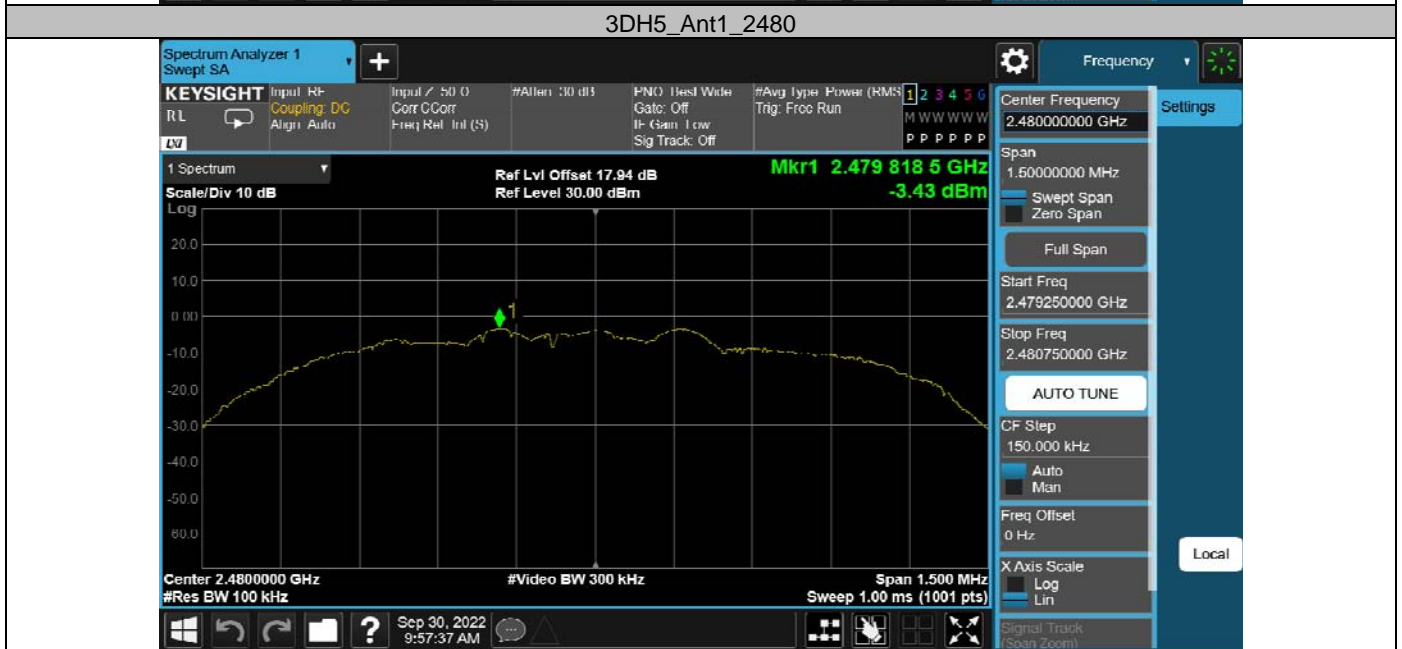 3DH5_Ant1_2480
Spectrum Analyzer 1
Swept SA
+
Frequency
KEYSIGHT
RL
LXI
Input RF
Coupling: DC
Align Auto
Input Z 50 Ω
Corr CCorr
Freq Ref Int (S)
#Atten 30 dB
PNO Best Wide
Gate: Off
IF Gain Low
Sig Track: Off
#Avg Type Power (RMS
Trig: Free Run
1 2 3 4 5 6
M W W W W W
P P P P P P
1 Spectrum
Scale/Div 10 dB
Log
Ref Lvl Offset 17.94 dB
Ref Level 30.00 dBm
Mkr1 2.479 818 5 GHz
-3.43 dBm
20.0
10.0
0.00
-10.0
-20.0
-30.0
-40.0
-50.0
60.0
1
Center 2.4800000 GHz
#Res BW 100 kHz
#Video BW 300 kHz
Span 1.500 MHz
Sweep 1.00 ms (1001 pts)
?
Sep 30, 2022
9:57:37 AM
Center Frequency
2.480000000 GHz
Span
1.50000000 MHz
Swept Span
Zero Span
Full Span
Start Freq
2.479250000 GHz
Stop Freq
2.480750000 GHz
AUTO TUNE
CF Step
150.000 kHz
Auto
Man
Freq Offset
0 Hz
X Axis Scale
Log
Lin
Signal Track
(Span Zoom)
Settings
Local